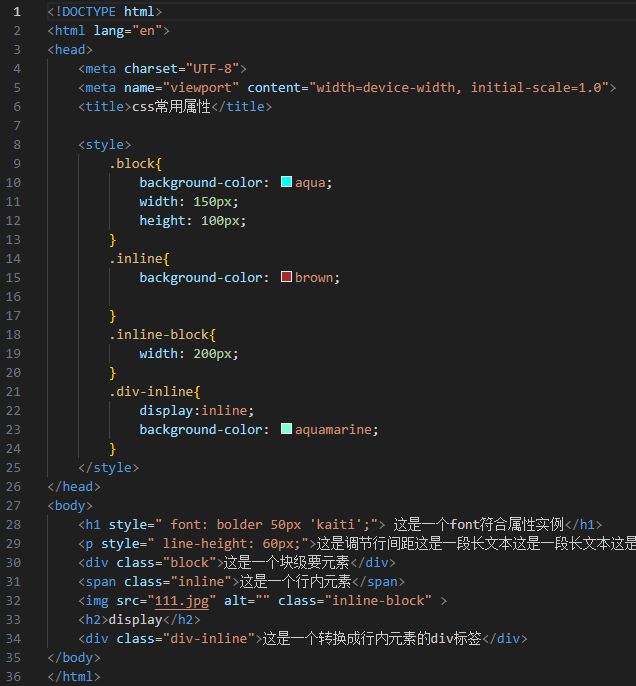 1 <!DOCTYPE html>
2 <html lang="en">
3 <head>
4 <meta charset="UTF-8">
5 <meta name="viewport" content="width=device-width, initial-scale=1.0">
6 <title>css常用属性</title>
7
8 <style>
9 .block{
10 background-color: aqua;
11 width: 150px;
12 height: 100px;
13 }
14 .inline{
15 background-color: brown;
16
17 }
18 .inline-block{
19 width: 200px;
20 }
21 .div-inline{
22 display:inline;
23 background-color: aquamarine;
24 }
25 </style>
26 </head>
27 <body>
28 <h1 style=" font: bolder 50px 'kaiti';"> 这是一个font符合属性实例</h1>
29 <p style=" line-height: 60px;">这是调节行间距这是一段长文本这是一段长文本这是
30 <div class="block">这是一个块级要元素</div>
31 <span class="inline">这是一个行内元素</span>
32 <img src="111.jpg" alt="" class="inline-block" >
33 <h2>display</h2>
34 <div class="div-inline">这是一个转换成行内元素的div标签</div>
35 </body>
36 </html>